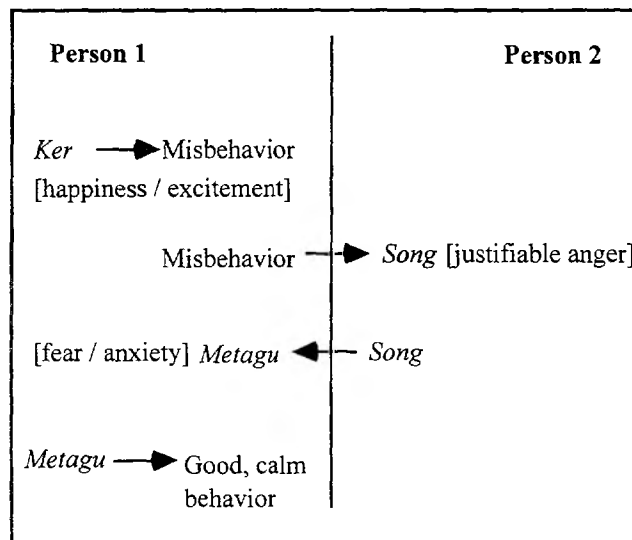 Person 1 Person 2
Ker Misbehavior
[happiness / excitement]
Misbehavior Song [justifiable anger]
[fear / anxiety] Metagu Song
Metagu Good, calm
behavior